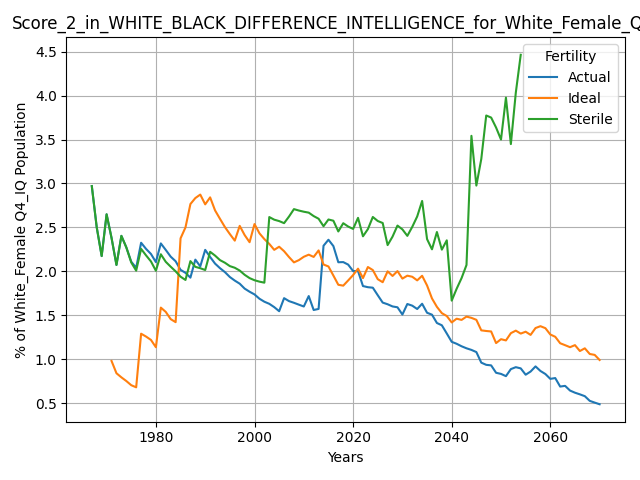 Score_2_in_WHITE_BLACK_DIFFERENCE_INTELLIGENCE_for_White_Female_Q
4.5
4.0
3.5
3.0
2.5
2.0
1.5
1.0
0.5
% of White_Female Q4_IQ Population
Fertility
Actual
Ideal
Sterile
1980
2000
2020
2040
2060
Years